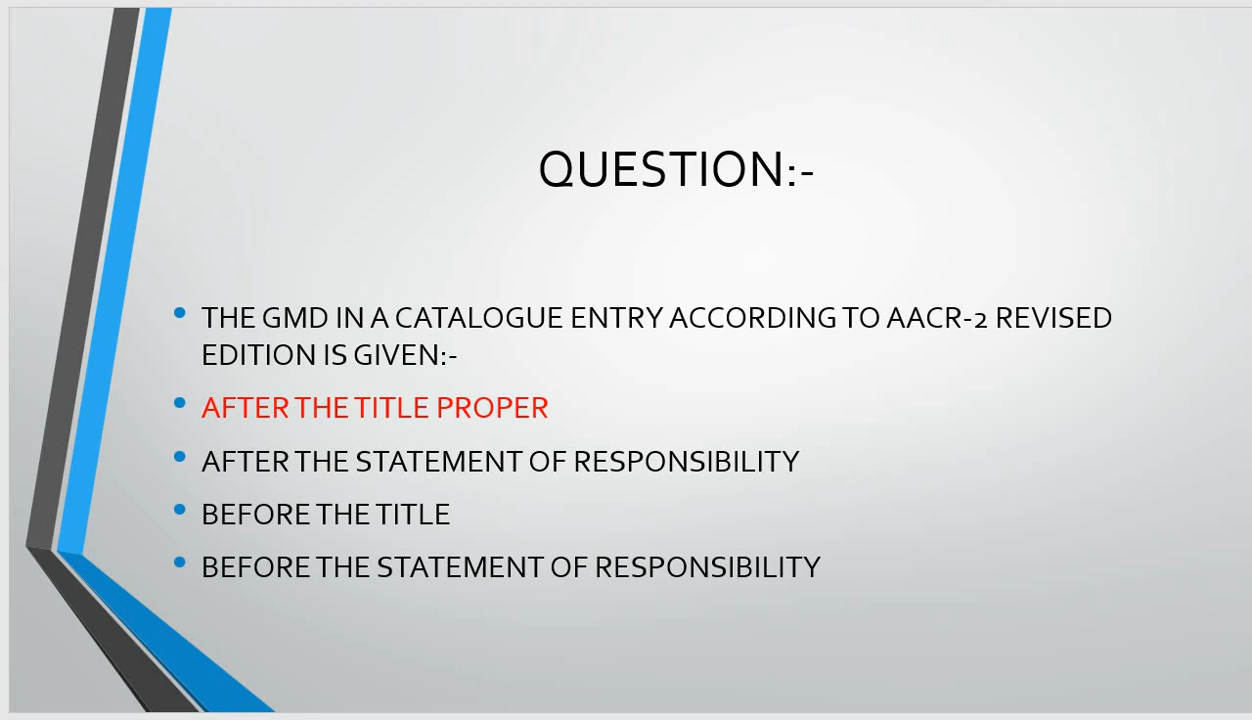 QUESTION:-
• THE GMD IN A CATALOGUE ENTRY ACCORDING TO AACR-2 REVISED
EDITION IS GIVEN:-
• AFTER THE TITLE PROPER
• AFTER THE STATEMENT OF RESPONSIBILITY
• BEFORE THE TITLE
• BEFORE THE STATEMENT OF RESPONSIBILITY